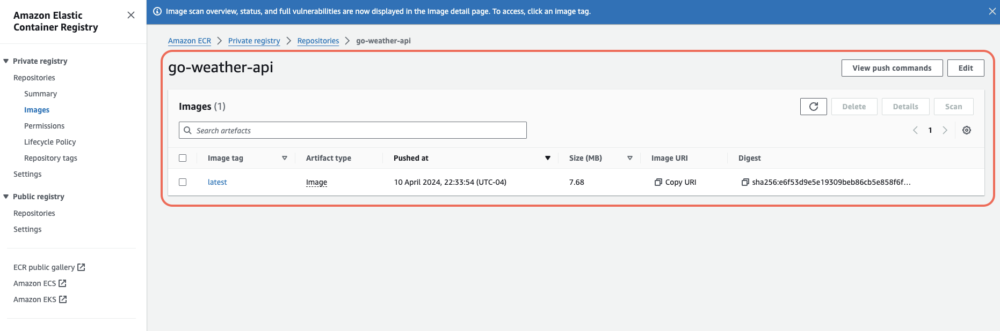 Amazon Elastic
Container Registry
Private registry
Repositories
Summary
Images
Permissions
Lifecycle Policy
Repository tags
Settings
Public registry
Repositories
Settings
ECR public gallery
Amazon ECS
Amazon EKS
Image scan overview, status, and full vulnerabilities are now displayed in the Image detail page. To access, click an image tag.
Amazon ECR Private registry Repositories go-weather-api
go-weather-api
View push commands Edit
Images (1)
Delete Details Scan
Search artefacts
1
Image tag Artifact type Pushed at Size (MB) Image URI Digest
latest Image 10 April 2024, 22:33:54 (UTC-04) 7.68 Copy URI sha256:e6f53d9e5e19309beb86cb5e858f6f...